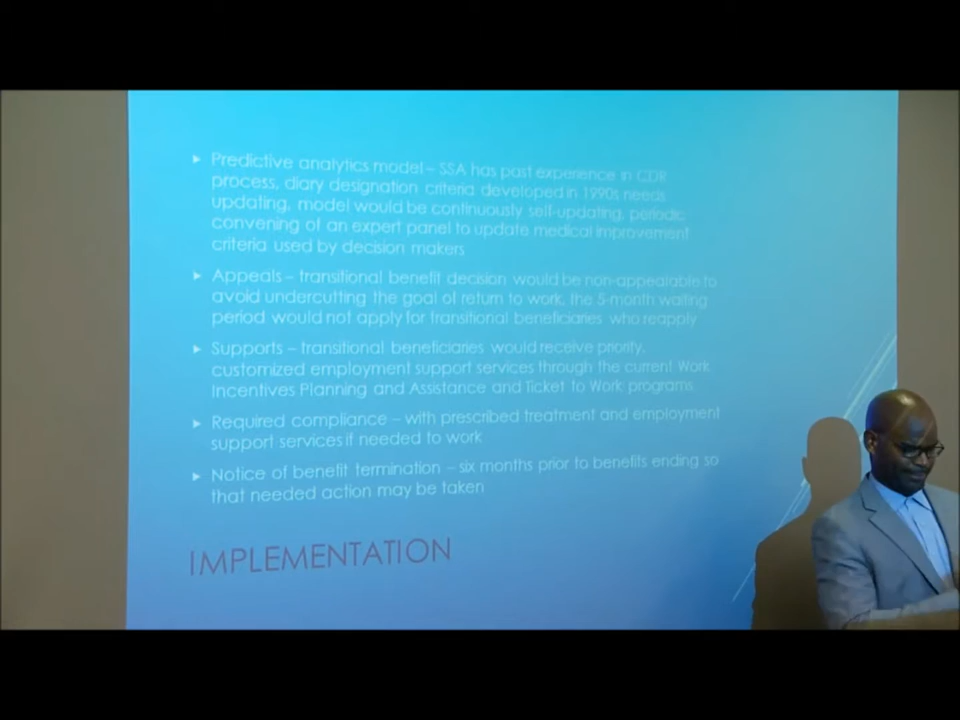 ▸ Predictive analytics model – SSA has past experience in CDR
process, diary designation criteria developed in 1990s needs
updating, model would be continuously self-updating, periodic
convening of an expert panel to update medical improvement
criteria used by decision makers
▸ Appeals – transitional benefit decision would be non-appealable to
avoid undercutting the goal of return to work, the 5-month waiting
period would not apply for transitional beneficiaries who reapply
▸ Supports – transitional beneficiaries would receive priority,
customized employment support services through the current Work
Incentives Planning and Assistance and Ticket to Work programs
▸ Required compliance – with prescribed treatment and employment
support services if needed to work
▸ Notice of benefit termination – six months prior to benefits ending so
that needed action may be taken
IMPLEMENTATION